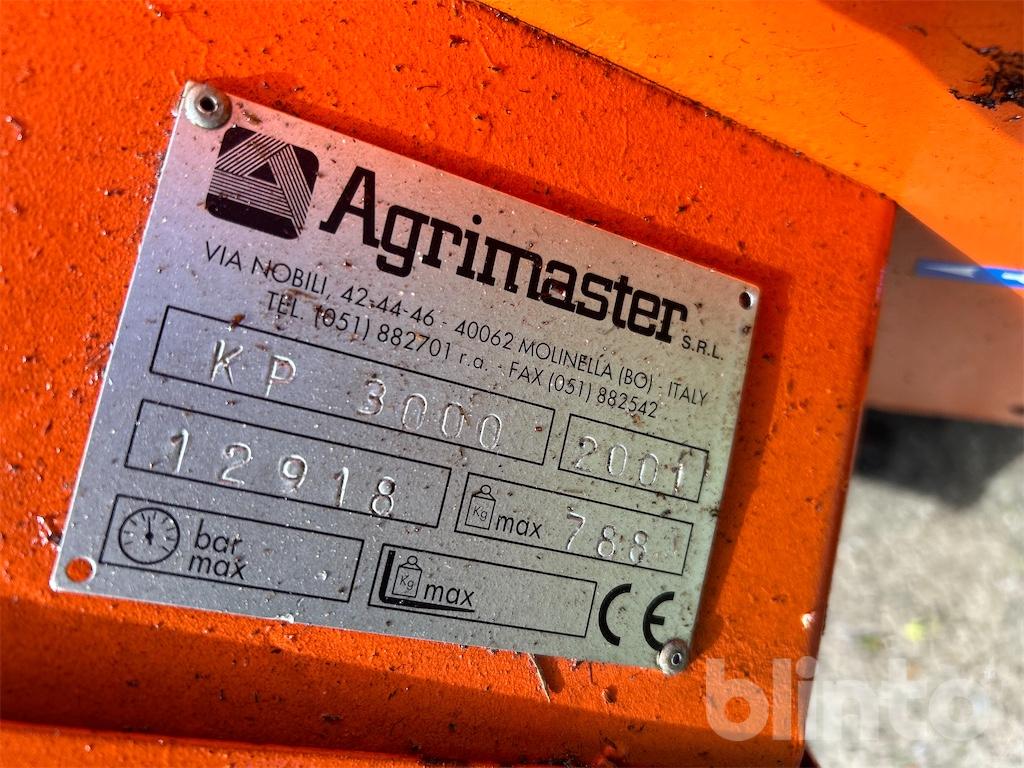 Agrimaster S.R.L.
VIA NOBILI, 42-44-46 - 40062 MOLINELLA (BO) - ITALY
TEL. (051) 882701 r.a. - FAX (051) 882542
KP 3000 2001
12918 Kg max 788
bar max Kg max CE
blinto